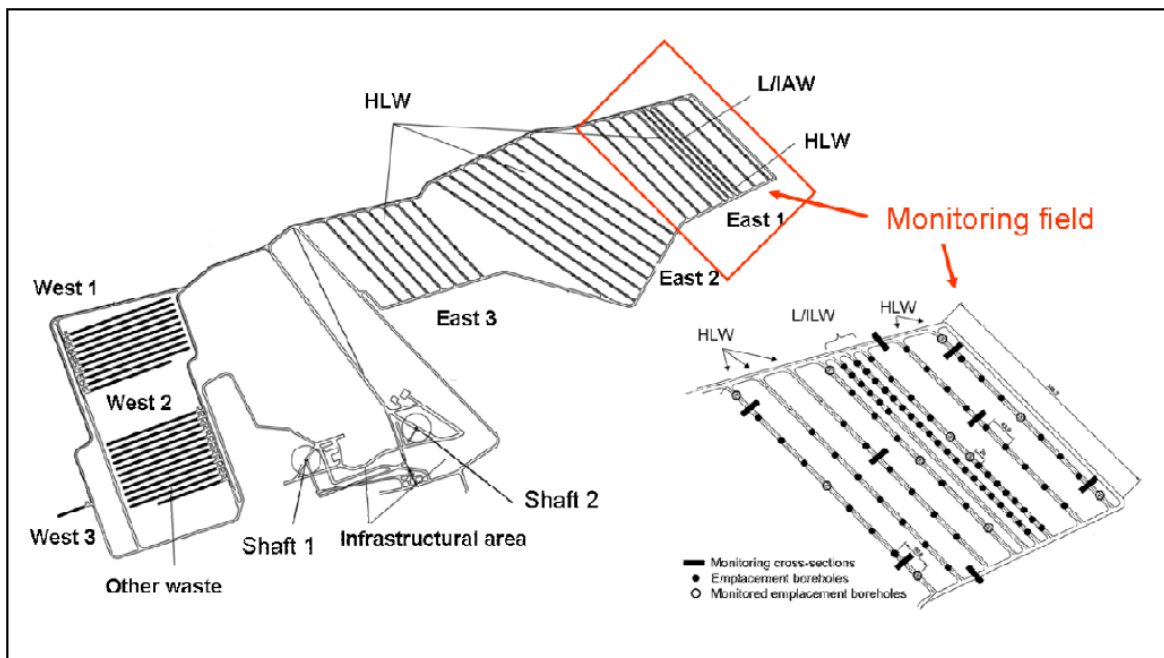 HLW
L/IAW
HLW
East 1
Monitoring field
East 2
West 1
East 3
HLW
L/ILW
HLW
West 2
Shaft 2
Shaft 1
Infrastructural area
West 3
Other waste
Monitoring cross-sections
Emplacement boreholes
Monitored emplacement boreholes